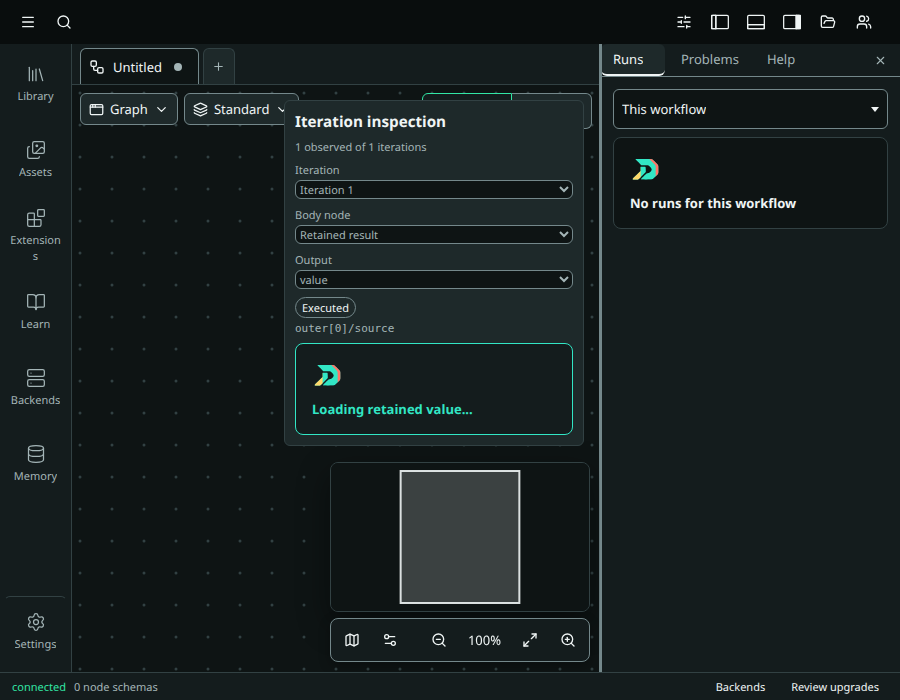 Untitled
+
Runs
Problems
Help
Library
Assets
Extension
s
Learn
Backends
Memory
Settings
Graph
Standard
Iteration inspection
1 observed of 1 iterations
Iteration
Iteration 1
Body node
Retained result
Output
value
Executed
outer[0]/source
Loading retained value...
100%
This workflow
No runs for this workflow
connected
0 node schemas
Backends
Review upgrades